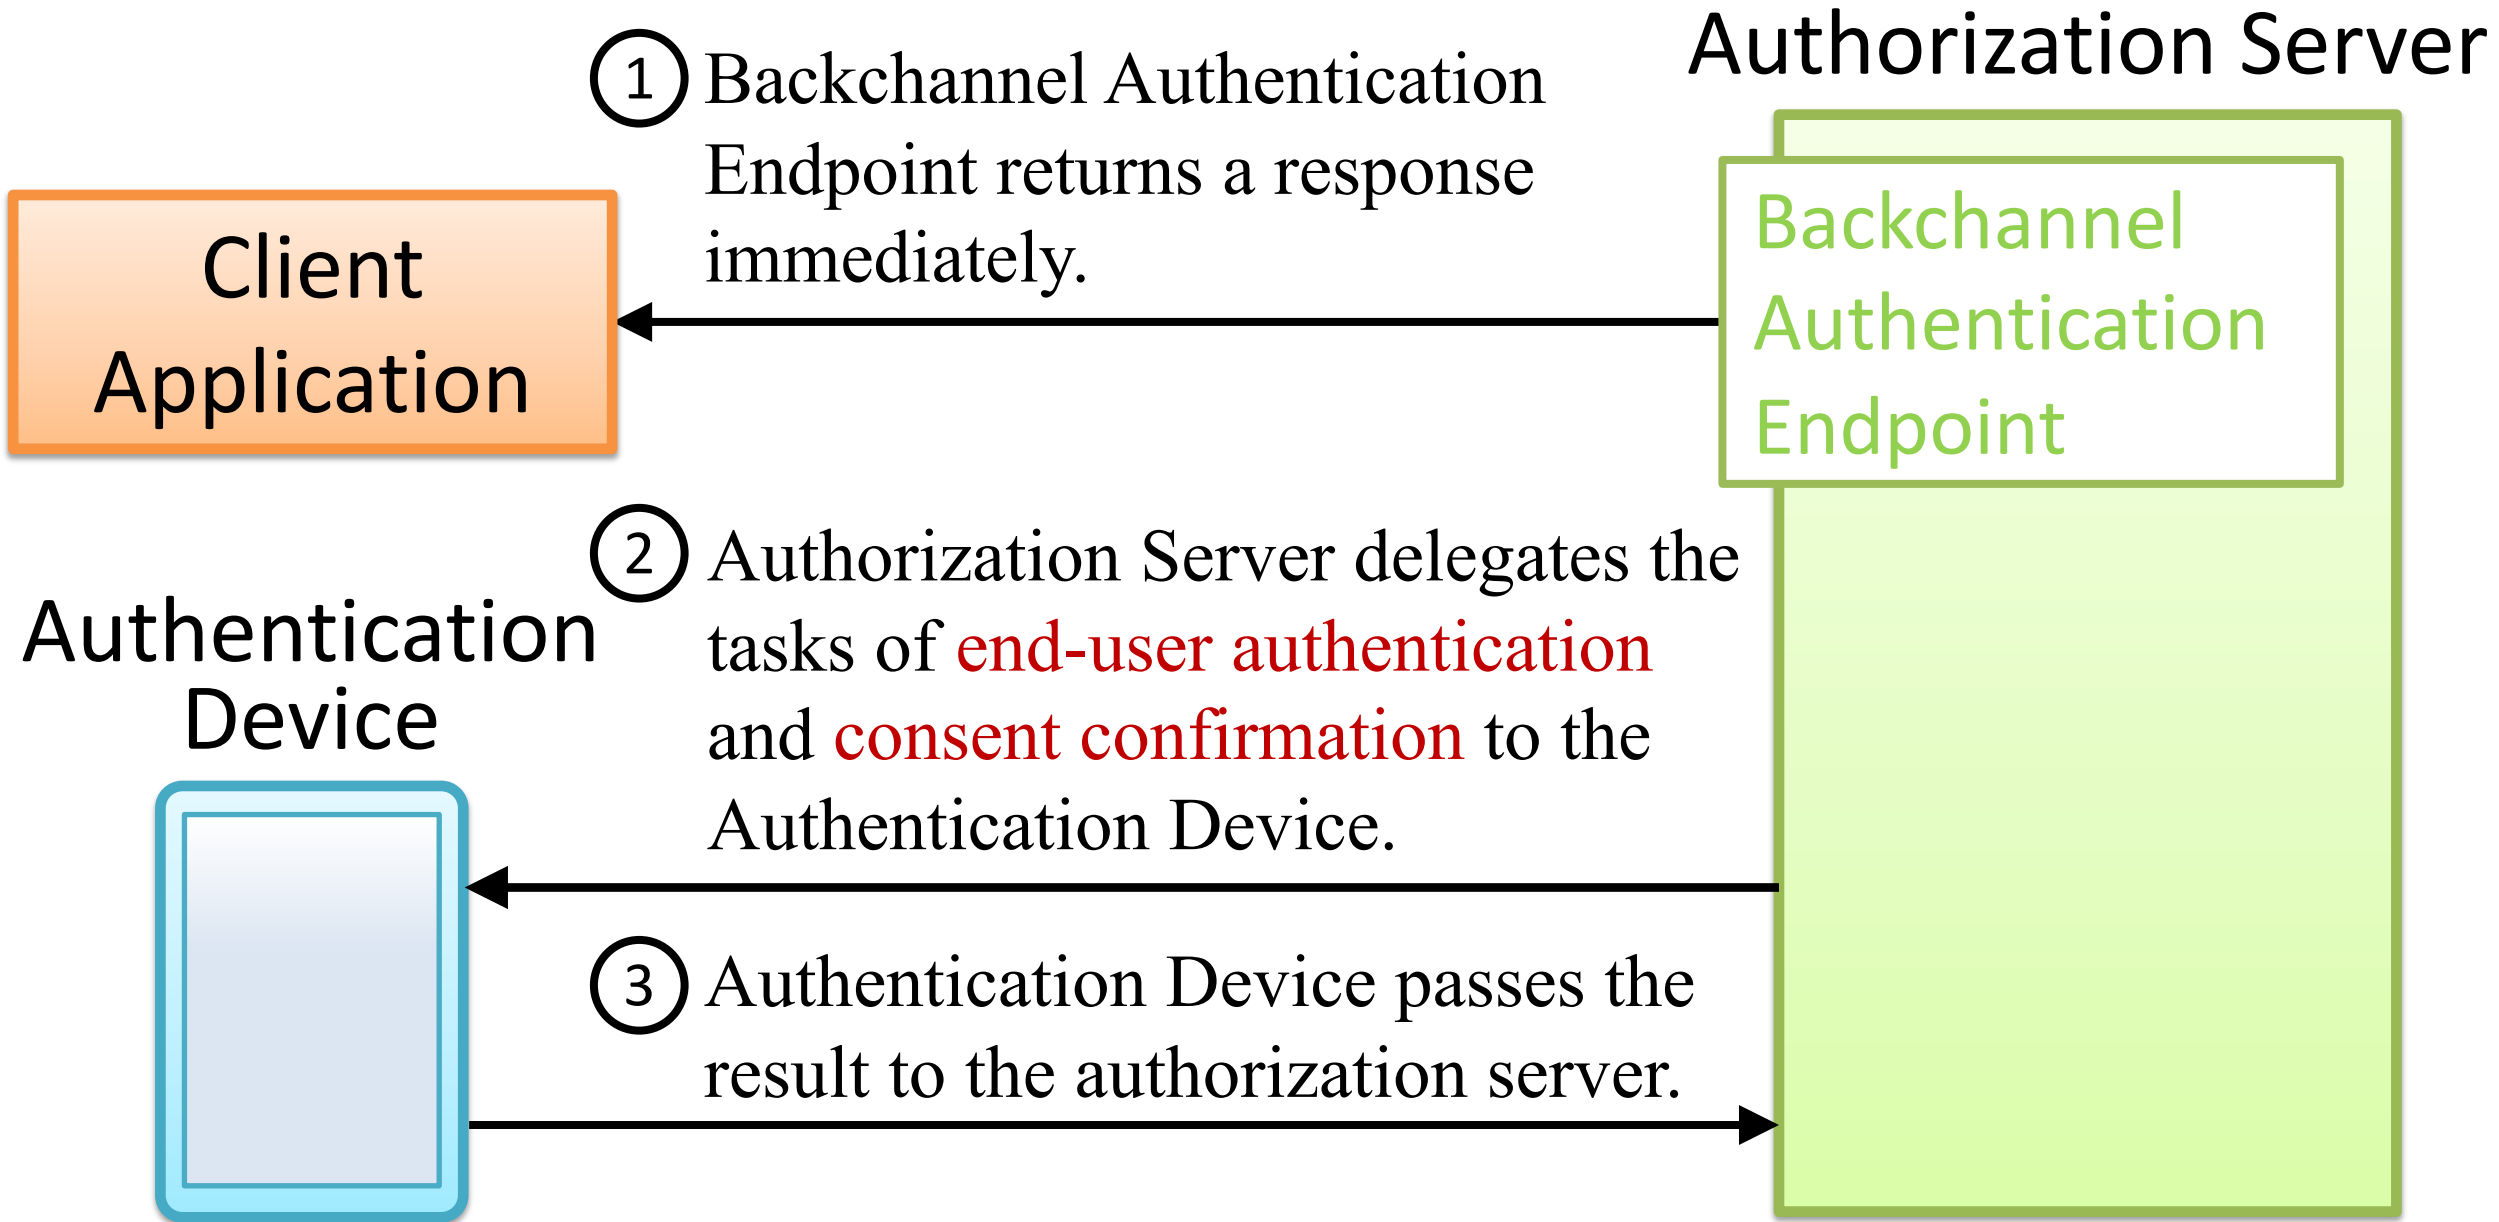 Authorization Server
1 Backchannel Authentication
Endpoint returns a response
immediately.
Client
Application
Backchannel
Authentication
Endpoint
2 Authorization Server delegates the
task of end-user authentication
and consent confirmation to the
Authentication Device.
Authentication
Device
3 Authentication Device passes the
result to the authorization server.